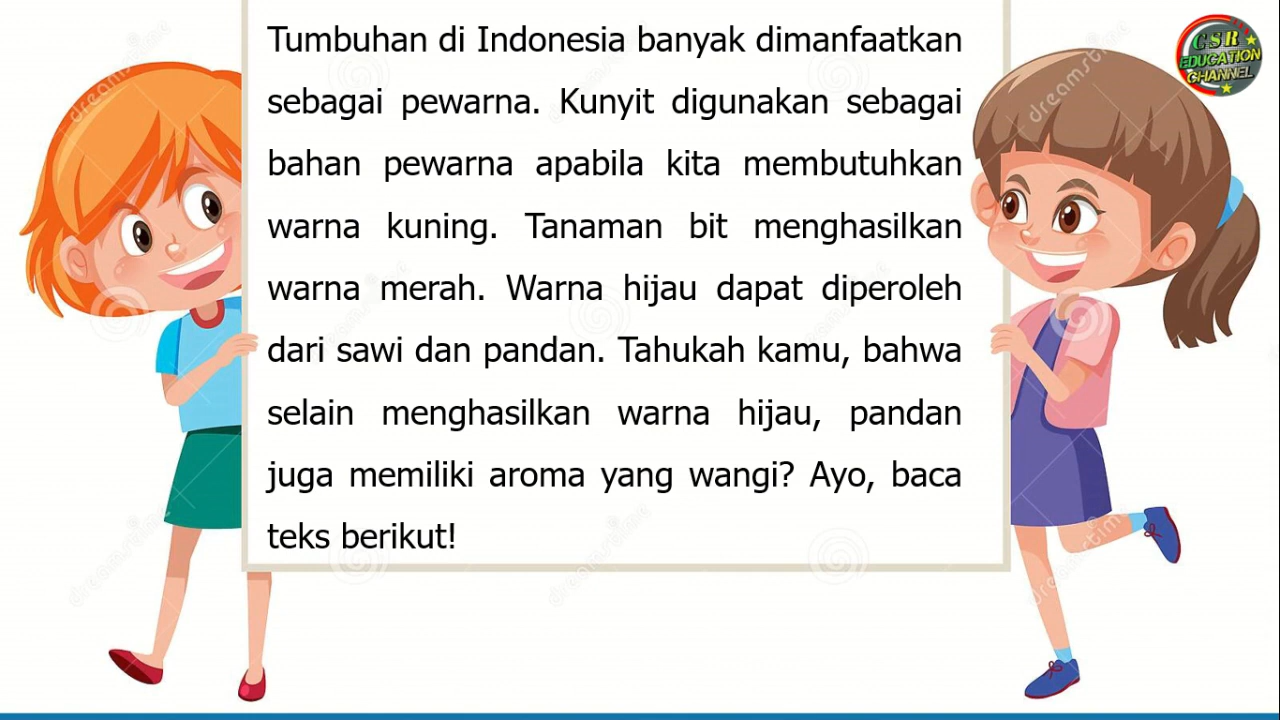 Tumbuhan di Indonesia banyak dimanfaatkan
sebagai pewarna. Kunyit digunakan sebagai
bahan pewarna apabila kita membutuhkan
warna kuning. Tanaman bit menghasilkan
warna merah. Warna hijau dapat diperoleh
dari sawi dan pandan. Tahukah kamu, bahwa
selain menghasilkan warna hijau, pandan
juga memiliki aroma yang wangi? Ayo, baca
teks berikut!
GSR
EDUCATION
CHANNEL
dreamstime